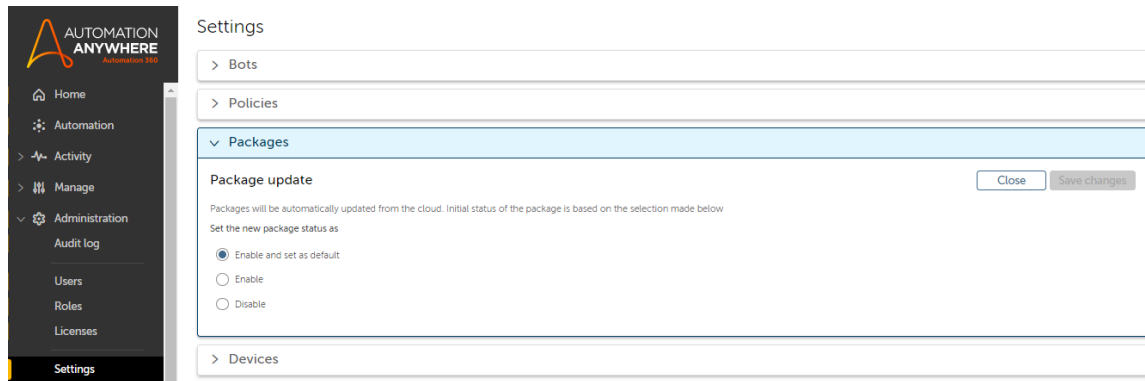 AUTOMATION
ANYWHERE
Automation 360
Home
Automation
Activity
Manage
Administration
Audit log
Users
Roles
Licenses
Settings
Settings
Bots
Policies
Packages
Package update
Close
Save changes
Packages will be automatically updated from the cloud. Initial status of the package is based on the selection made below
Set the new package status as
Enable and set as default
Enable
Disable
Devices